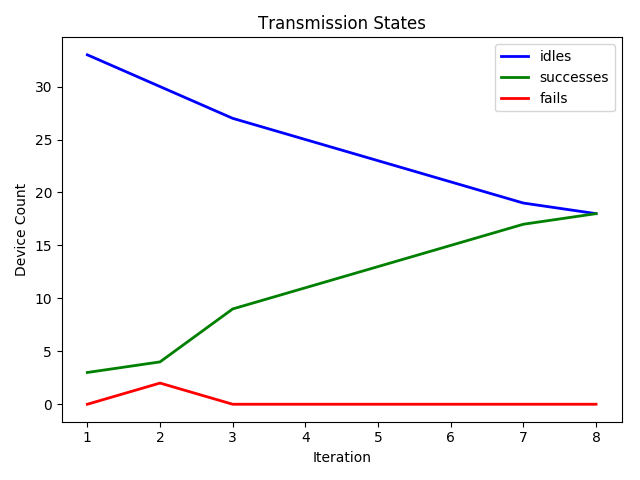 Transmission States
idles
successes
fails
Device Count
30
25
20
15
10
5
0
1 2 3 4 5 6 7 8
Iteration